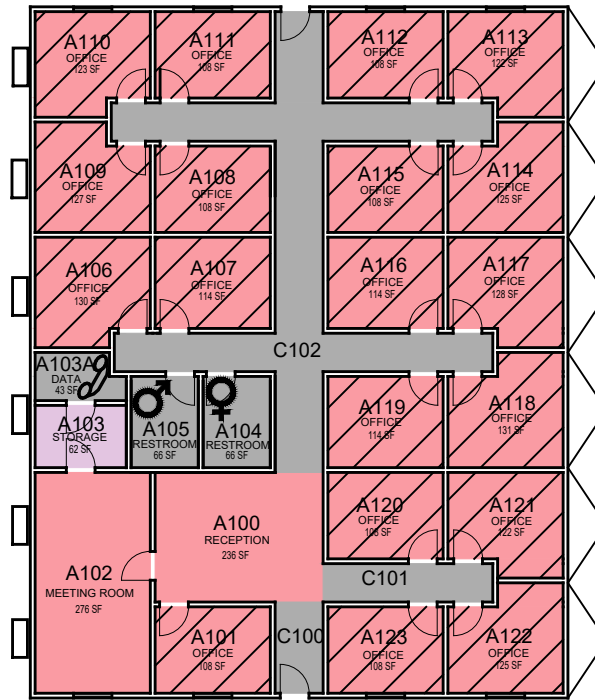 A110
OFFICE
123 SF
A111
OFFICE
108 SF
A112
OFFICE
108 SF
A113
OFFICE
122 SF
A109
OFFICE
127 SF
A108
OFFICE
108 SF
A115
OFFICE
108 SF
A114
OFFICE
125 SF
A106
OFFICE
130 SF
A107
OFFICE
114 SF
A116
OFFICE
114 SF
A117
OFFICE
128 SF
C102
A103A
DATA
43 SF
A103
STORAGE
62 SF
A105
RESTROOM
66 SF
A104
RESTROOM
66 SF
A119
OFFICE
114 SF
A118
OFFICE
131 SF
A102
MEETING ROOM
276 SF
A100
RECEPTION
236 SF
A120
OFFICE
108 SF
A121
OFFICE
122 SF
C101
A101
OFFICE
108 SF
C100
A123
OFFICE
108 SF
A122
OFFICE
125 SF